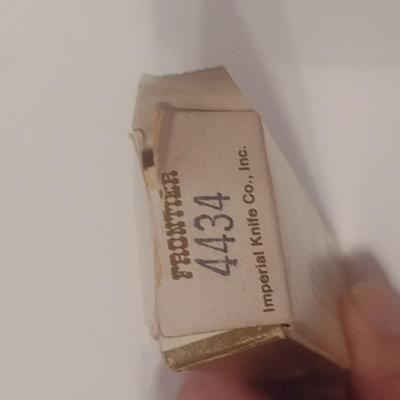 FRONTIER
4434
Imperial Knife Co., Inc.